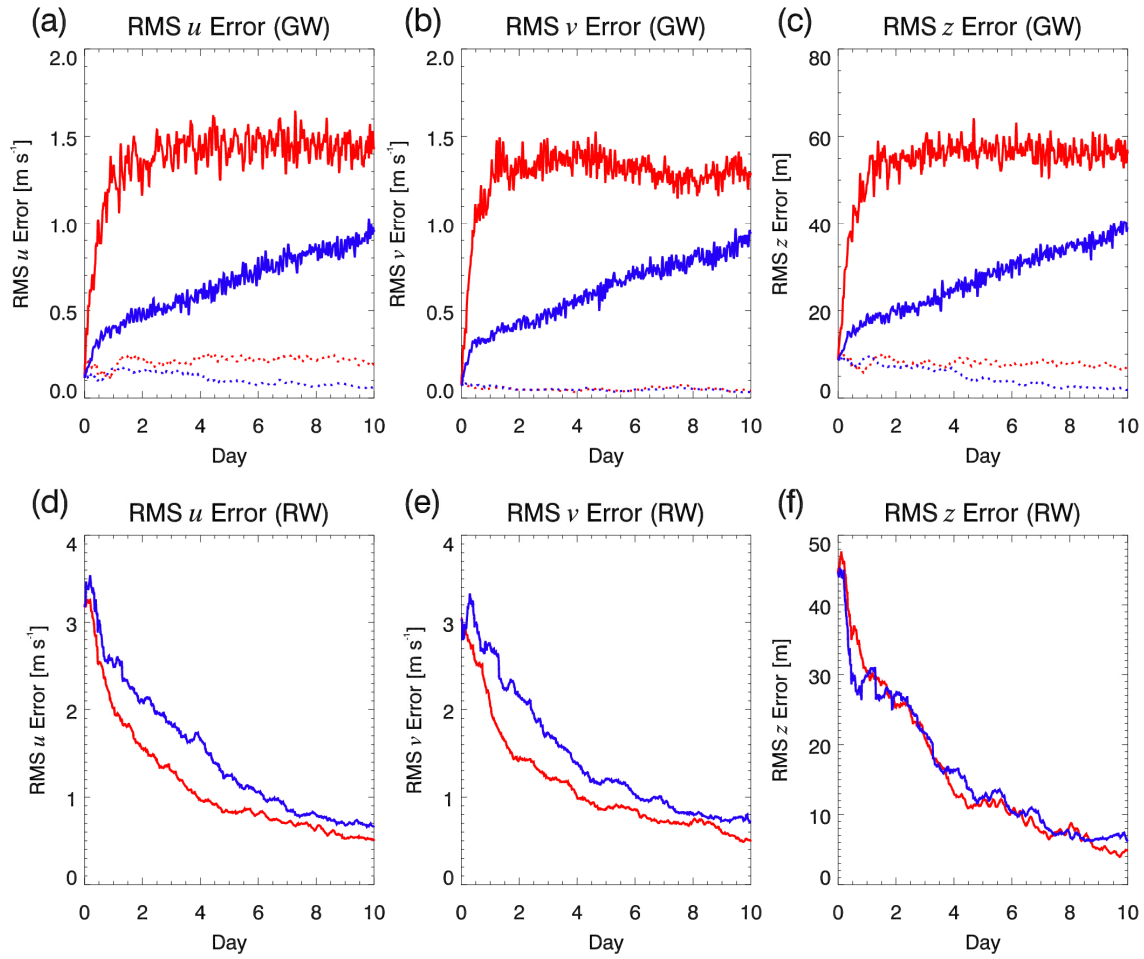 (a) RMS u Error (GW)
(b) RMS v Error (GW)
(c) RMS z Error (GW)
RMS u Error [m s⁻¹]
2.0
1.5
1.0
0.5
0.0
0 2 4 6 8 10
Day
RMS v Error [m s⁻¹]
2.0
1.5
1.0
0.5
0.0
0 2 4 6 8 10
Day
RMS z Error [m]
80
60
40
20
0
0 2 4 6 8 10
Day
(d) RMS u Error (RW)
(e) RMS v Error (RW)
(f) RMS z Error (RW)
RMS u Error [m s⁻¹]
4
3
2
1
0
0 2 4 6 8 10
Day
RMS v Error [m s⁻¹]
4
3
2
1
0
0 2 4 6 8 10
Day
RMS z Error [m]
50
40
30
20
10
0
0 2 4 6 8 10
Day